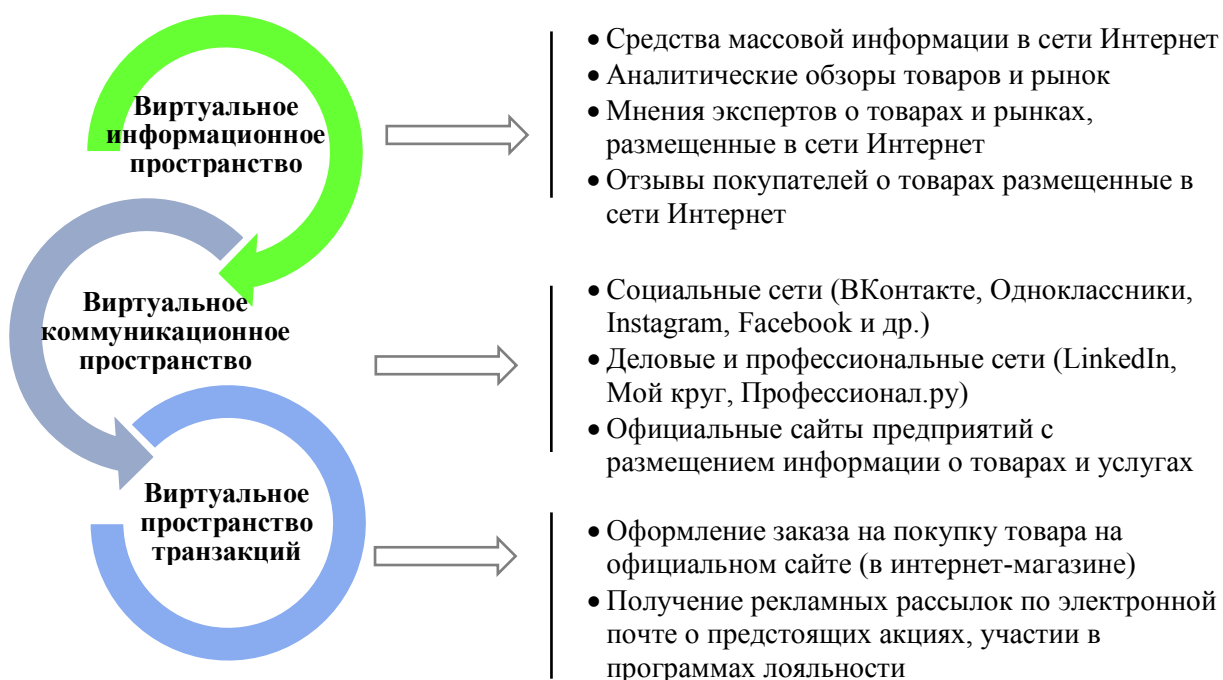 Виртуальное
информационное
пространство
• Средства массовой информации в сети Интернет
• Аналитические обзоры товаров и рынок
• Мнения экспертов о товарах и рынках,
размещенные в сети Интернет
• Отзывы покупателей о товарах размещенные в
сети Интернет
Виртуальное
коммуникационное
пространство
• Социальные сети (ВКонтакте, Одноклассники,
Instagram, Facebook и др.)
• Деловые и профессиональные сети (LinkedIn,
Мой круг, Профессионал.ру)
• Официальные сайты предприятий с
размещением информации о товарах и услугах
Виртуальное
пространство
транзакций
• Оформление заказа на покупку товара на
официальном сайте (в интернет-магазине)
• Получение рекламных рассылок по электронной
почте о предстоящих акциях, участии в
программах лояльности